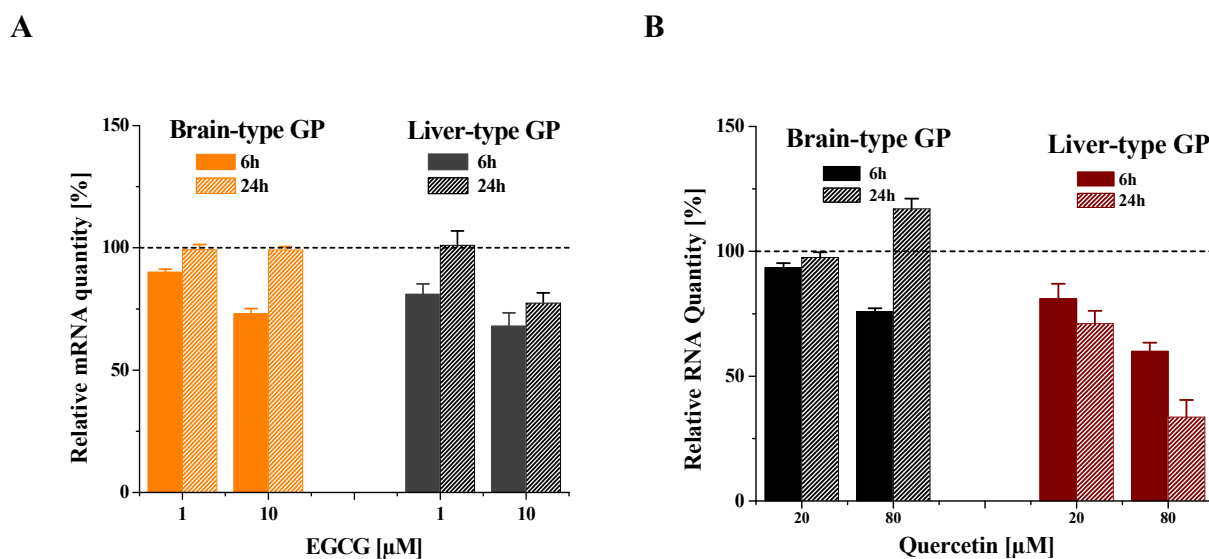 A
Relative mRNA quantity [%]
150
100
50
0
Brain-type GP
6h
24h
Liver-type GP
6h
24h
1
10
1
10
EGCG [µM]
B
Relative RNA Quantity [%]
150
100
50
0
Brain-type GP
6h
24h
Liver-type GP
6h
24h
20
80
20
80
Quercetin [µM]